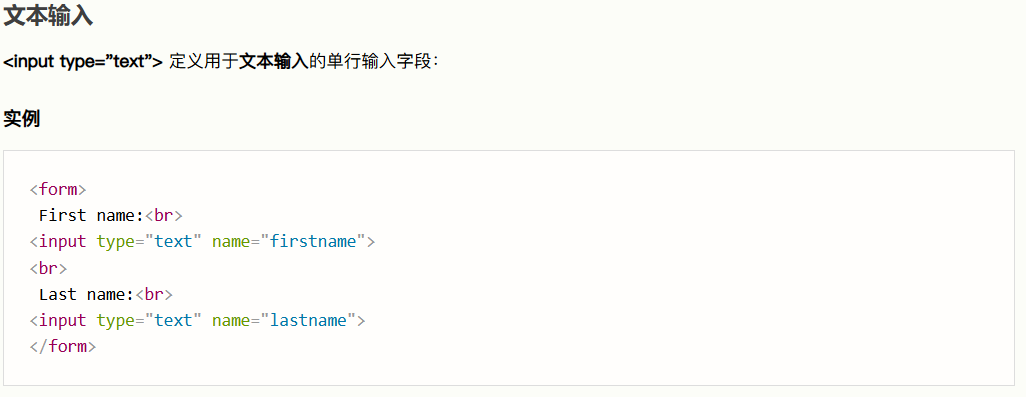 文本输入
<input type=”text”> 定义用于文本输入的单行输入字段：
实例
<form>
 First name:<br>
<input type="text" name="firstname">
<br>
 Last name:<br>
<input type="text" name="lastname">
</form>